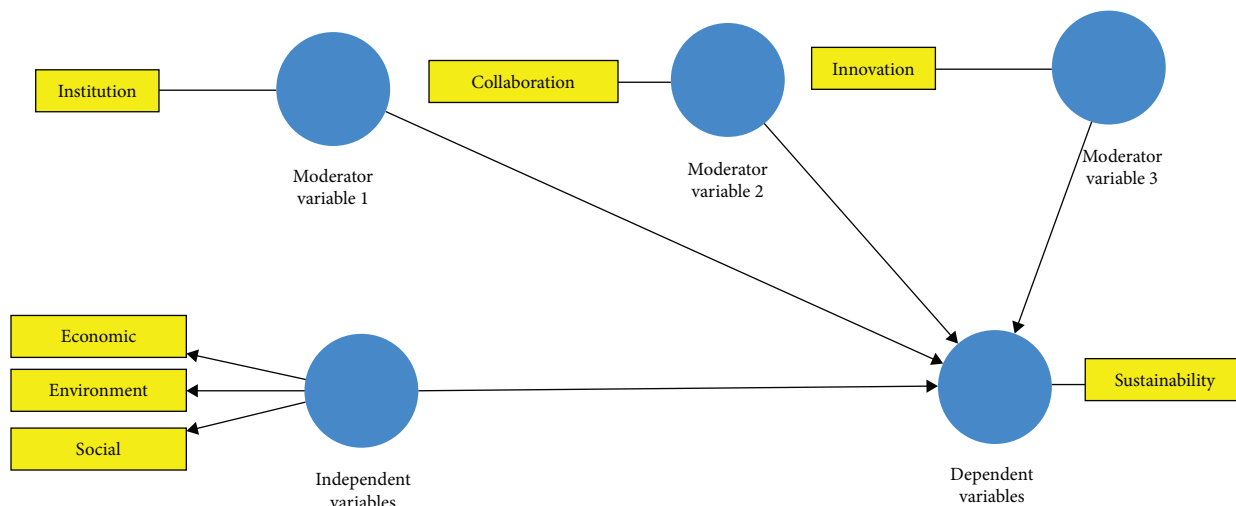 Institution
Collaboration
Innovation
Moderator
variable 1
Moderator
variable 2
Moderator
variable 3
Economic
Environment
Social
Sustainability
Independent
variables
Dependent
variables